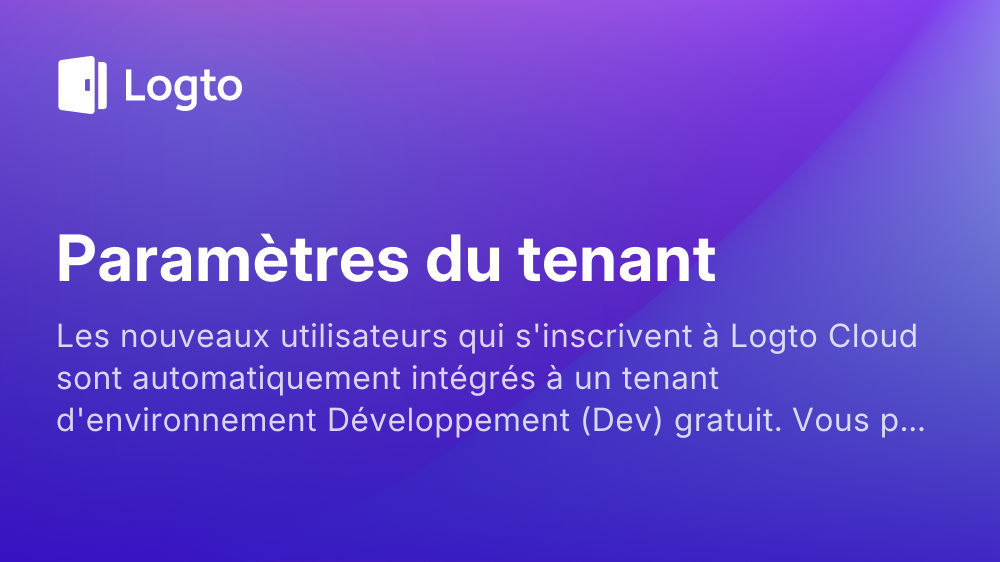 Logto
Paramètres du tenant
Les nouveaux utilisateurs qui s'inscrivent à Logto Cloud
sont automatiquement intégrés à un tenant
d'environnement Développement (Dev) gratuit. Vous p...